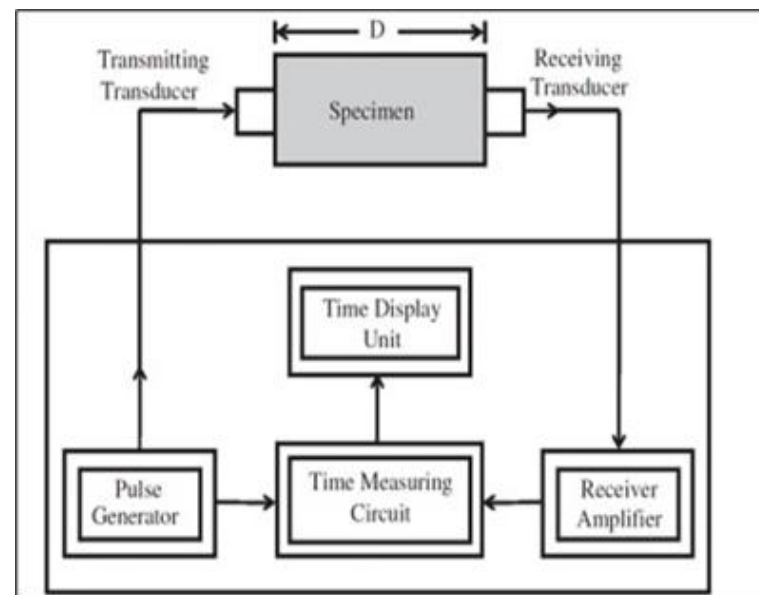 D
Transmitting
Transducer
Receiving
Transducer
Specimen
Time Display
Unit
Pulse
Generator
Time Measuring
Circuit
Receiver
Amplifier